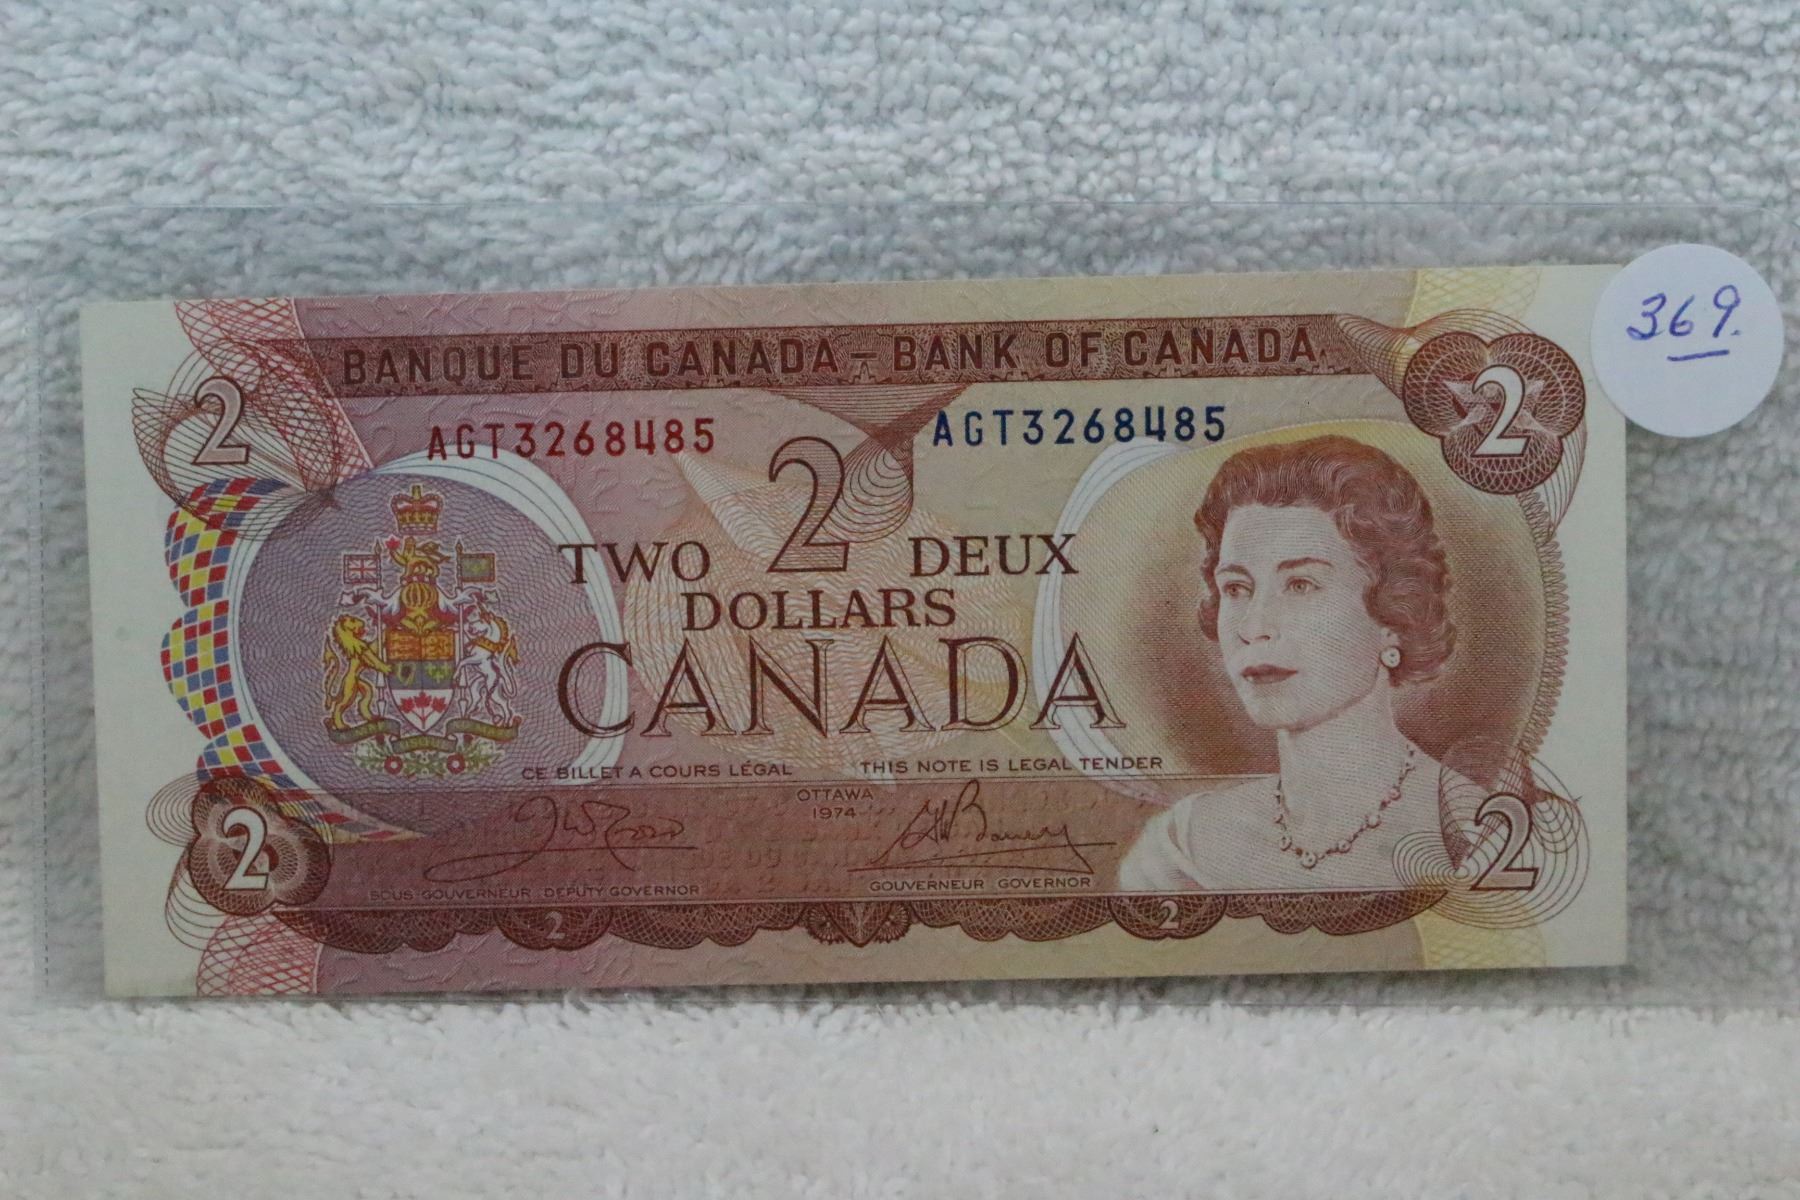 369.
BANQUE DU CANADA – BANK OF CANADA
2 2
AGT3268485 AGT3268485
2
TWO DEUX
DOLLARS
CANADA
CE BILLET A COURS LÉGAL THIS NOTE IS LEGAL TENDER
OTTAWA
1974
2 2
SOUS-GOUVERNEUR DEPUTY GOVERNOR GOUVERNEUR GOVERNOR
2 2